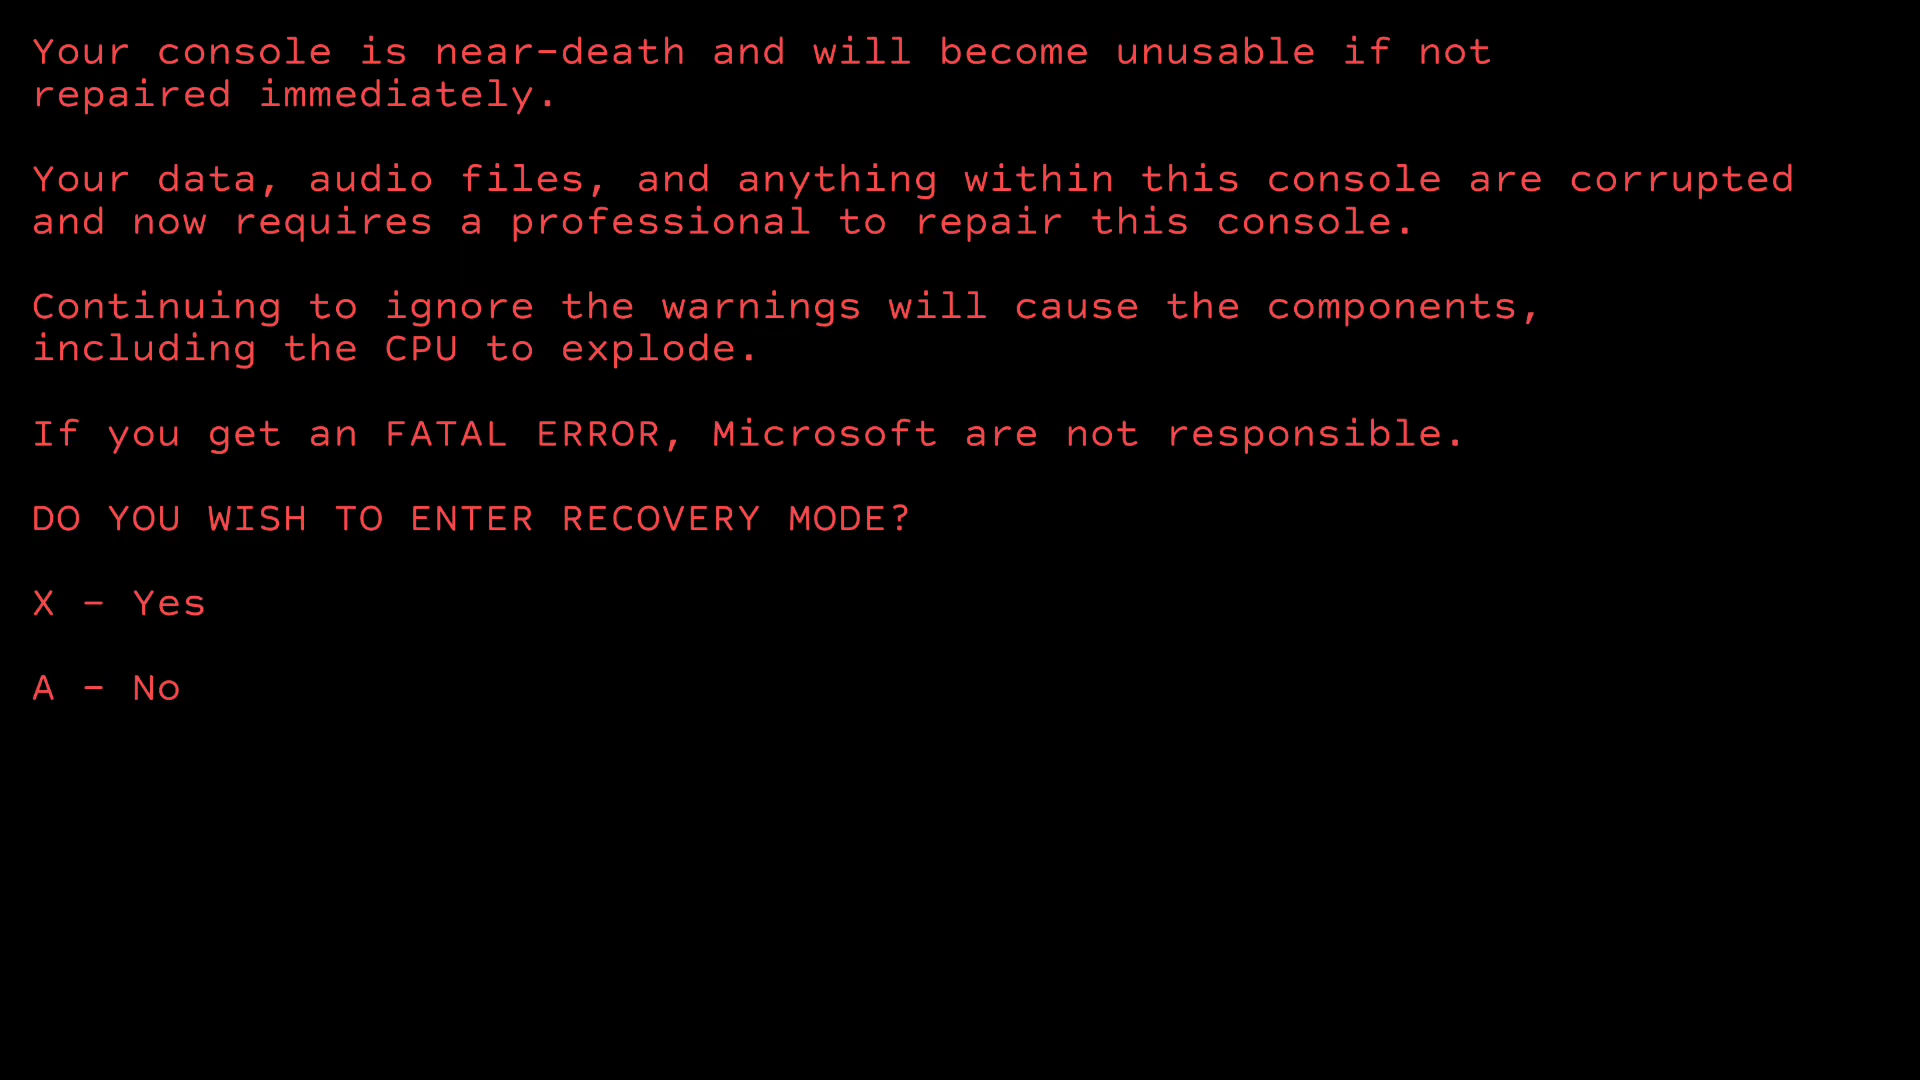 Your console is near-death and will become unusable if not
repaired immediately.
Your data, audio files, and anything within this console are corrupted
and now requires a professional to repair this console.
Continuing to ignore the warnings will cause the components,
including the CPU to explode.
If you get an FATAL ERROR, Microsoft are not responsible.
DO YOU WISH TO ENTER RECOVERY MODE?
X - Yes
A - No